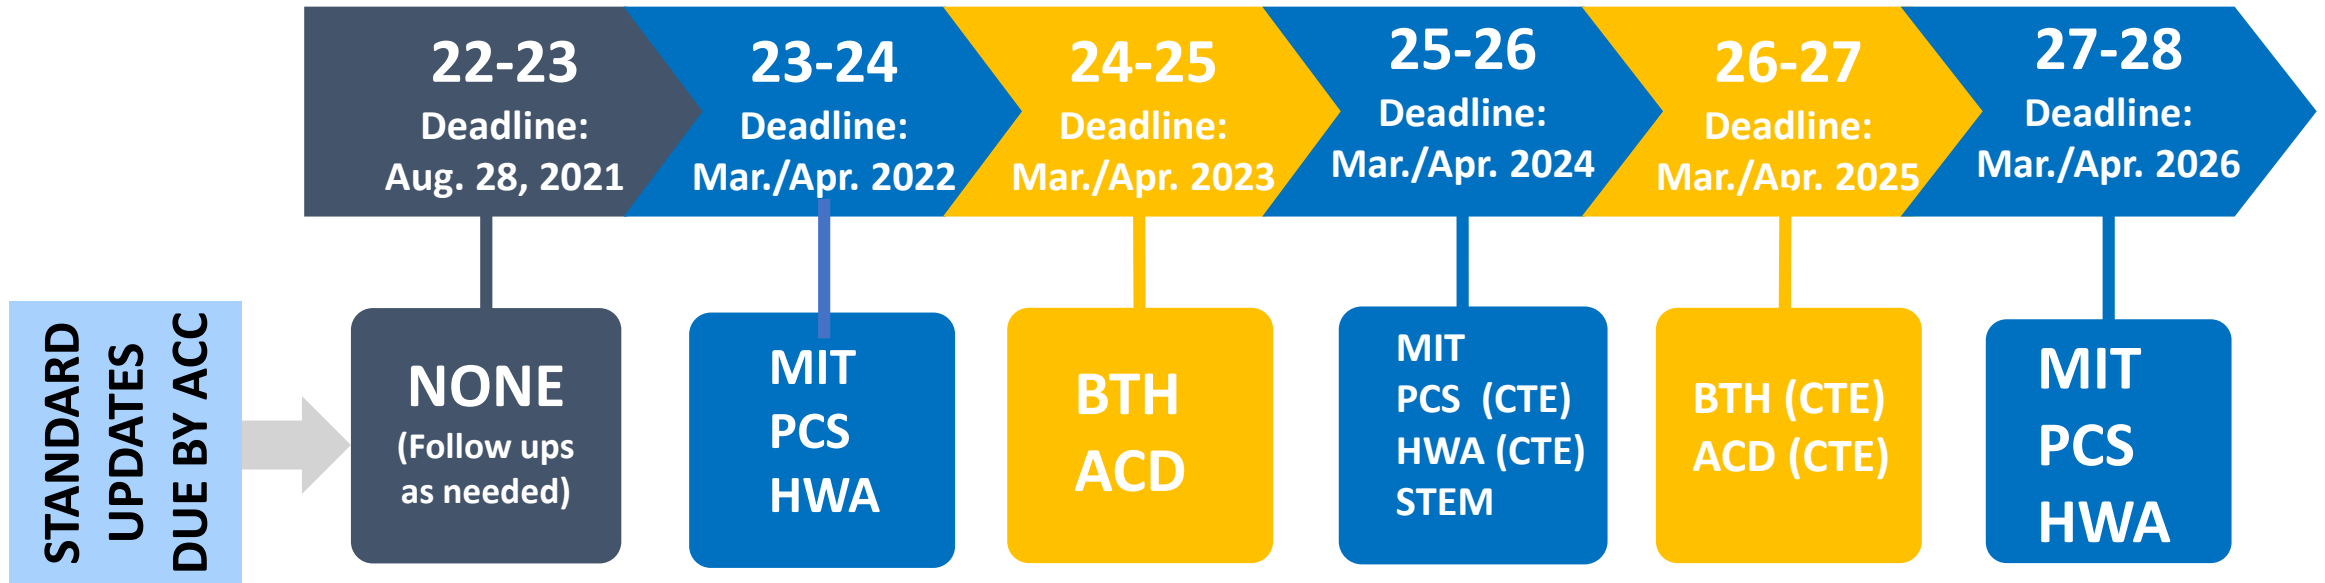 22-23
Deadline:
Aug. 28, 2021
23-24
Deadline:
Mar./Apr. 2022
24-25
Deadline:
Mar./Apr. 2023
25-26
Deadline:
Mar./Apr. 2024
26-27
Deadline:
Mar./Apr. 2025
27-28
Deadline:
Mar./Apr. 2026
STANDARD
UPDATES
DUE BY ACC
NONE
(Follow ups
as needed)
MIT
PCS
HWA
BTH
ACD
MIT
PCS (CTE)
HWA (CTE)
STEM
BTH (CTE)
ACD (CTE)
MIT
PCS
HWA